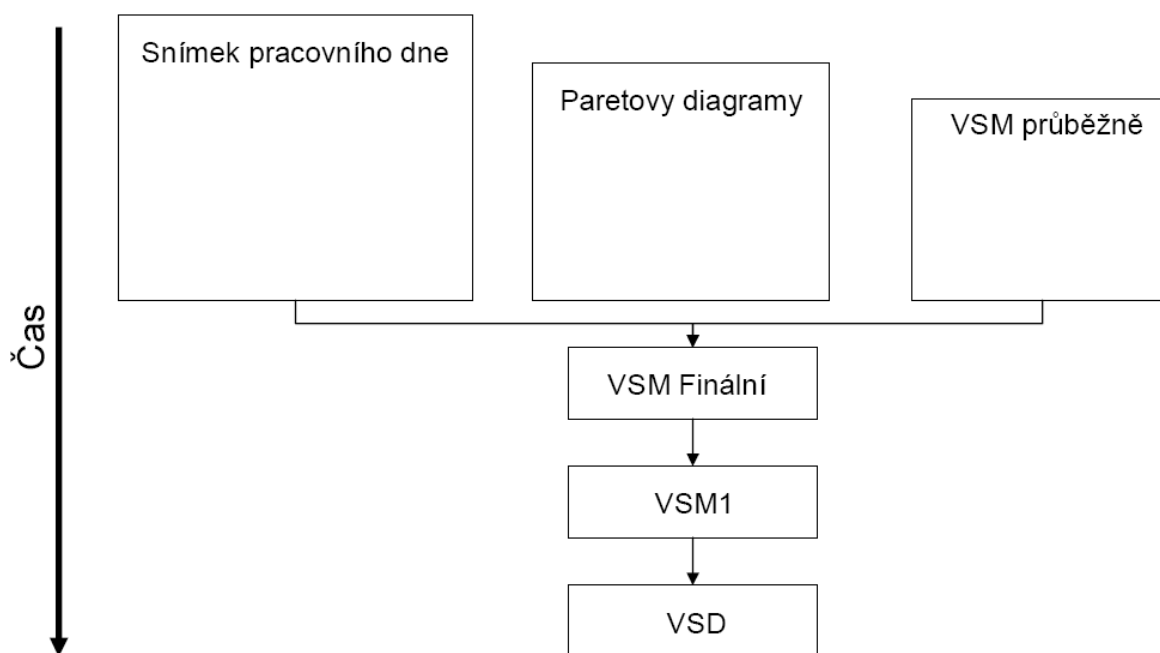 Snímek pracovního dne
Paretovy diagramy
VSM průběžně
Čas
VSM Finální
VSM1
VSD